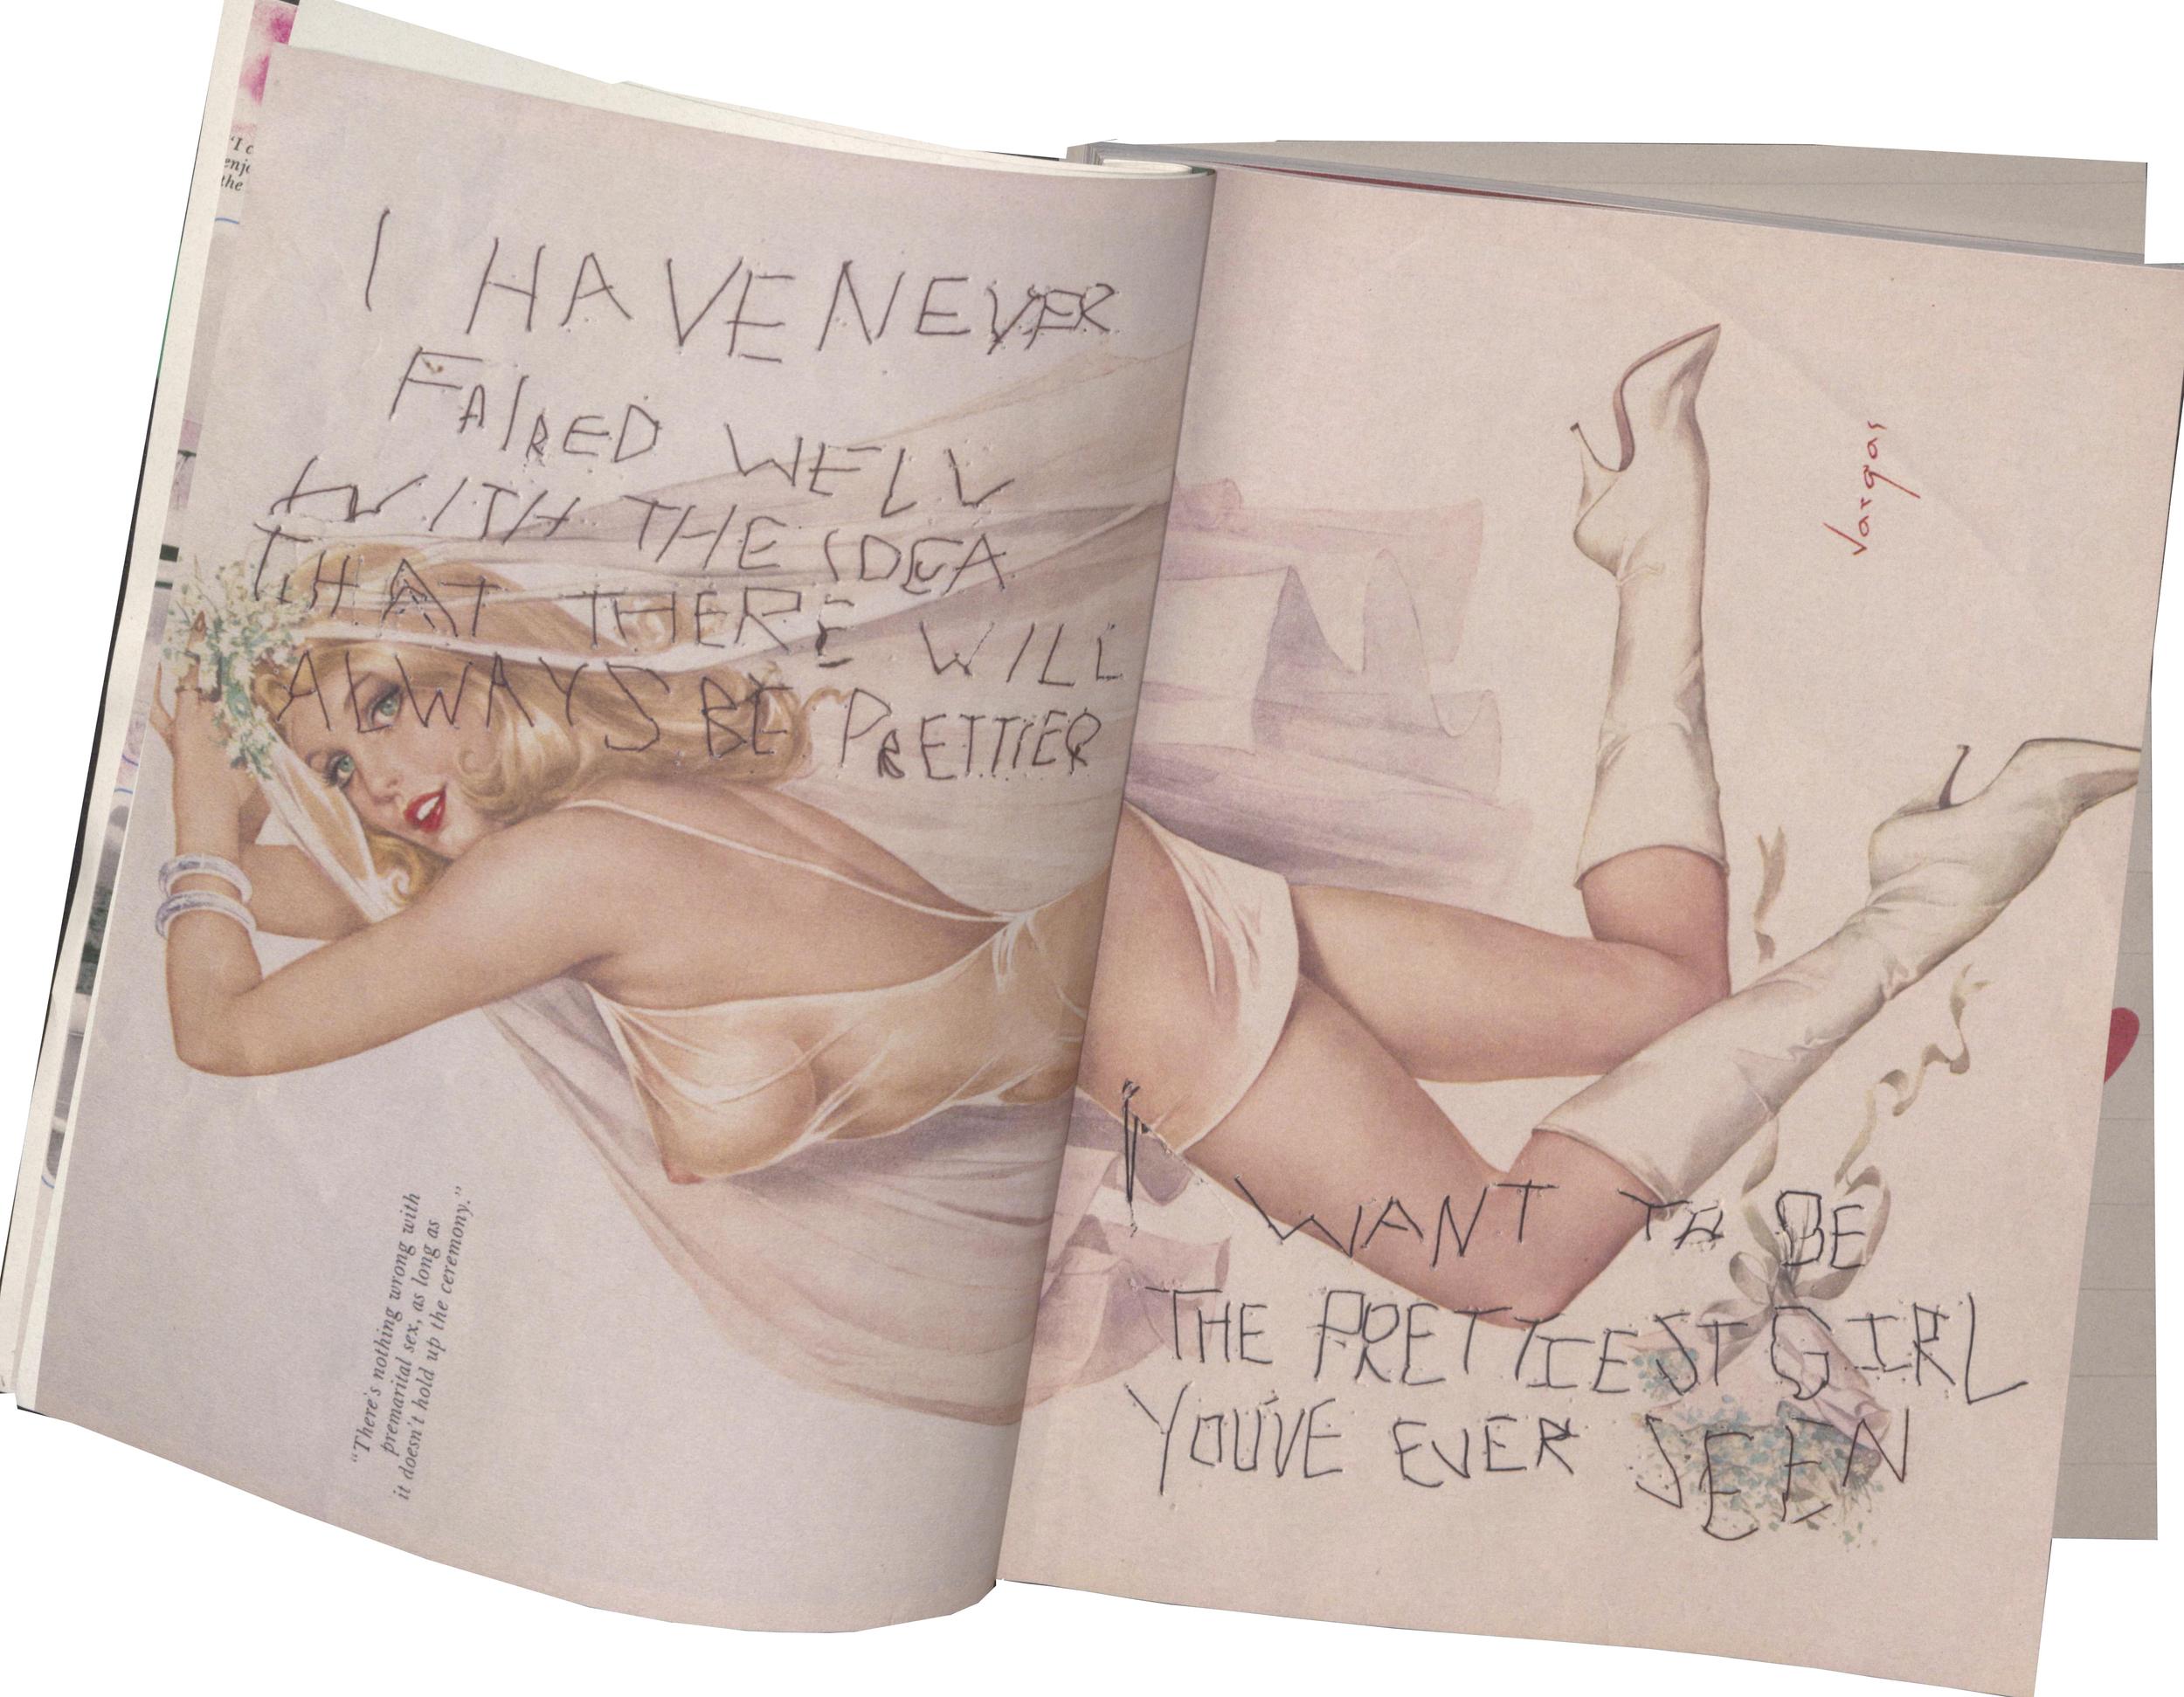 "I c
enjo
the
I HAVE NEVER
FAIRED WELL
WITH THE IDEA
THAT THERE WILL
ALWAYS BE PRETTIER
"There's nothing wrong with
premarital sex, as long as
it doesn't hold up the ceremony."
vargas
I WANT TO BE
THE PRETTIEST GIRL
YOU'VE EVER SEEN